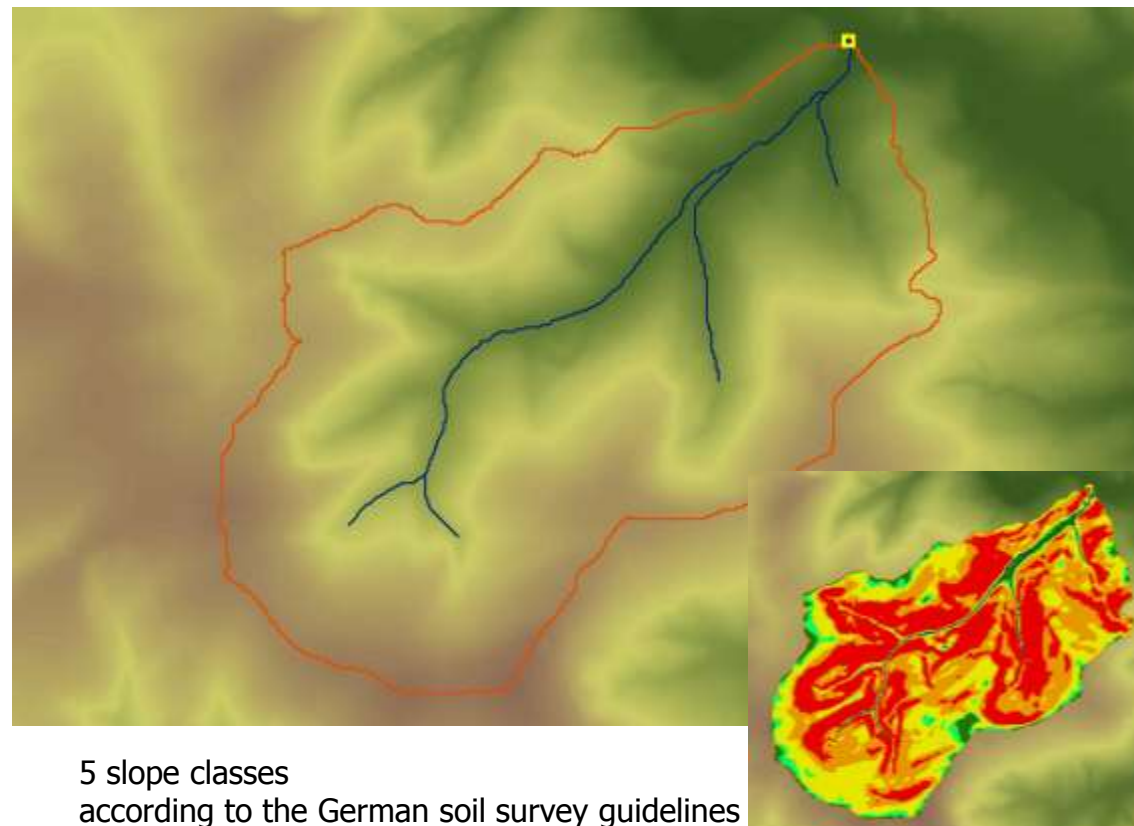 5 slope classes
according to the German soil survey guidelines